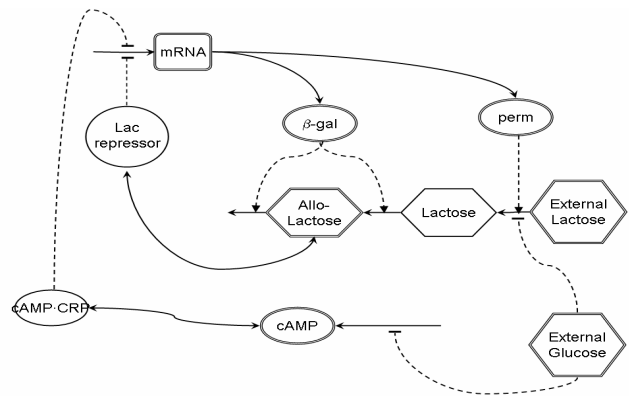 mRNA
Lac
repressor
β-gal
perm
Allo-
Lactose
Lactose
External
Lactose
cAMP·CRP
cAMP
External
Glucose